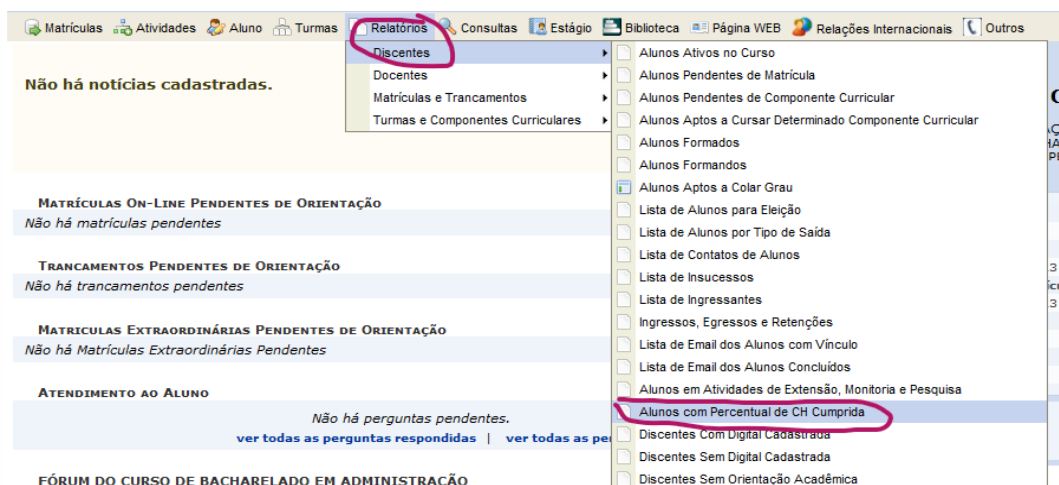 Matrículas Atividades Aluno Turmas Relatórios Consultas Estágio Biblioteca Página WEB Relações Internacionais Outros
Não há notícias cadastradas.
Discentes
Docentes
Matrículas e Trancamentos
Turmas e Componentes Curriculares
Alunos Ativos no Curso
Alunos Pendentes de Matrícula
Alunos Pendentes de Componente Curricular
Alunos Aptos a Cursar Determinado Componente Curricular
Alunos Formados
Alunos Formandos
Alunos Aptos a Colar Grau
Lista de Alunos para Eleição
Lista de Alunos por Tipo de Saída
Lista de Contatos de Alunos
Lista de Insucessos
Lista de Ingressantes
Ingressos, Egressos e Retenções
Lista de Email dos Alunos com Vínculo
Lista de Email dos Alunos Concluídos
Alunos em Atividades de Extensão, Monitoria e Pesquisa
Alunos com Percentual de CH Cumprida
Discentes Com Digital Cadastrada
Discentes Sem Digital Cadastrada
Discentes Sem Orientação Acadêmica
MATRÍCULAS ON-LINE PENDENTES DE ORIENTAÇÃO
Não há matrículas pendentes
TRANCAMENTOS PENDENTES DE ORIENTAÇÃO
Não há trancamentos pendentes
MATRICULAS EXTRAORDINÁRIAS PENDENTES DE ORIENTAÇÃO
Não há Matrículas Extraordinárias Pendentes
ATENDIMENTO AO ALUNO
Não há perguntas pendentes.
ver todas as perguntas respondidas | ver todas as pe
FÓRUM DO CURSO DE BACHARELADO EM ADMINISTRAÇÃO